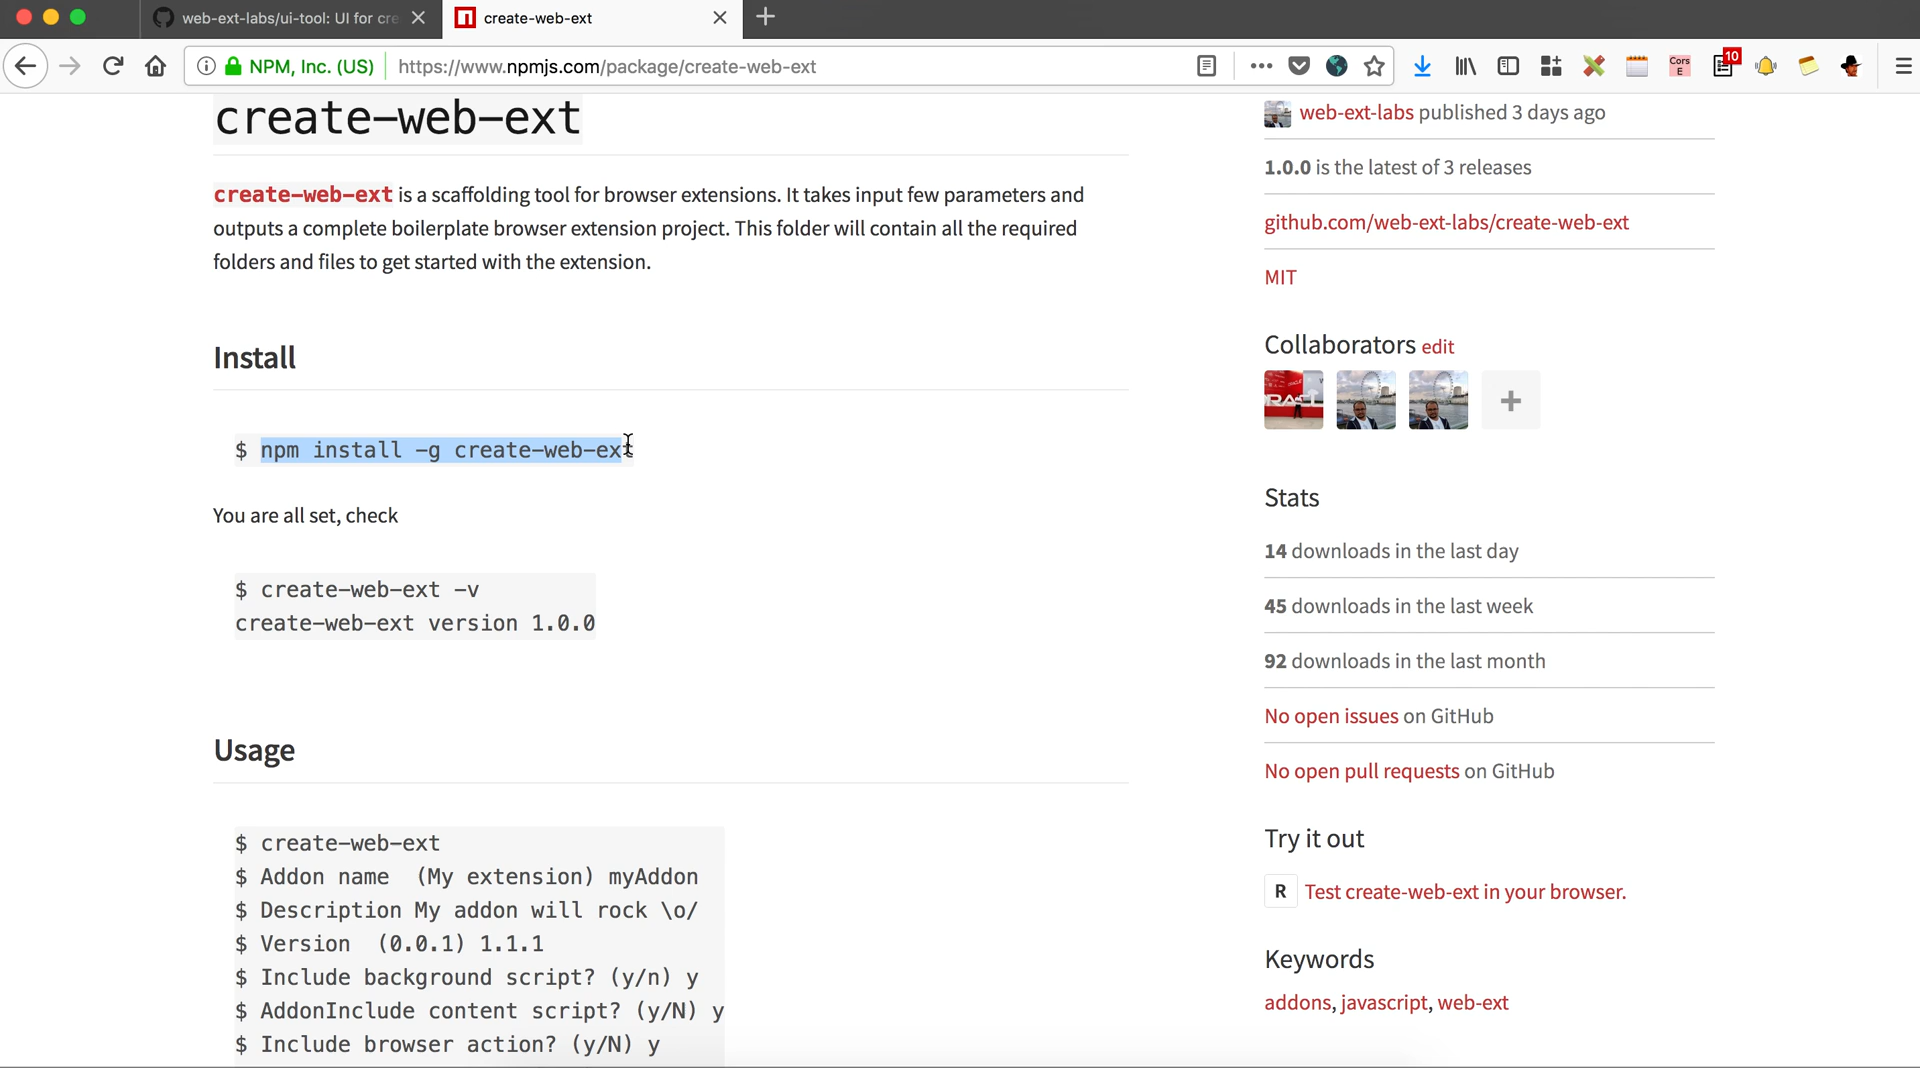 web-ext-labs/ui-tool: UI for cre
create-web-ext
NPM, Inc. (US)
https://www.npmjs.com/package/create-web-ext
Cors
E
10
create-web-ext
create-web-ext is a scaffolding tool for browser extensions. It takes input few parameters and
outputs a complete boilerplate browser extension project. This folder will contain all the required
folders and files to get started with the extension.
Install
$ npm install -g create-web-ext
You are all set, check
$ create-web-ext -v
create-web-ext version 1.0.0
Usage
$ create-web-ext
$ Addon name  (My extension) myAddon
$ Description My addon will rock \o/
$ Version  (0.0.1) 1.1.1
$ Include background script? (y/n) y
$ AddonInclude content script? (y/N) y
$ Include browser action? (y/N) y
web-ext-labs published 3 days ago
1.0.0 is the latest of 3 releases
github.com/web-ext-labs/create-web-ext
MIT
Collaborators edit
+
Stats
14 downloads in the last day
45 downloads in the last week
92 downloads in the last month
No open issues on GitHub
No open pull requests on GitHub
Try it out
R Test create-web-ext in your browser.
Keywords
addons, javascript, web-ext